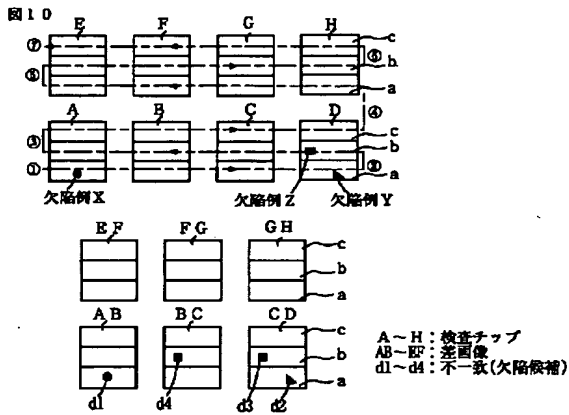 図10
E F G H
c
⑦
⑥
b
⑤
a
④
A B C D
c
③
b
②
①
a
欠陥例X 欠陥例Z 欠陥例Y
EF FG GH
c
b
a
AB BC CD
c
b
a
d1 d4 d3 d2
A～H：検査チップ
AB～EF：差画像
d1～d4：不一致(欠陥候補)